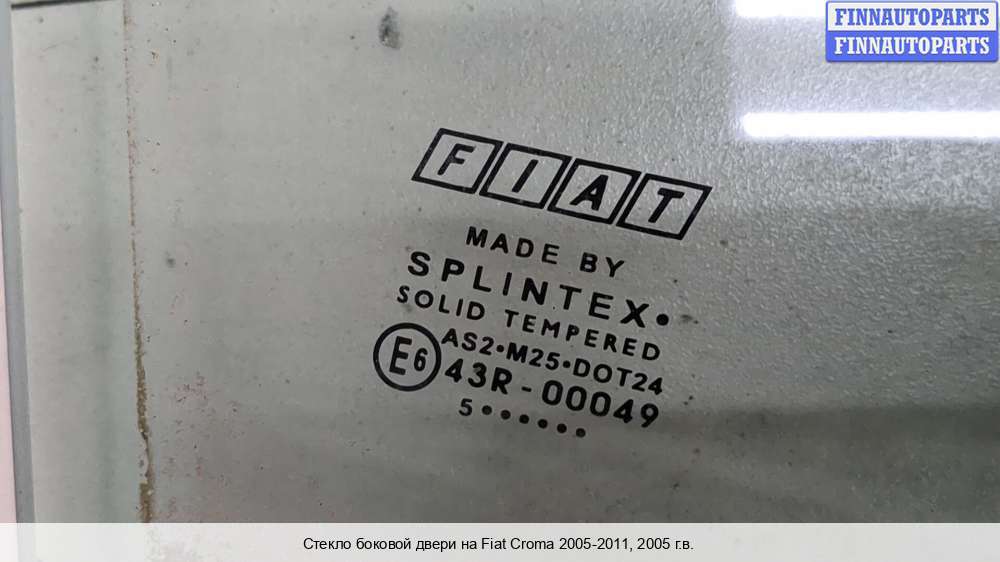 FINNAUTOPARTS
FINNAUTOPARTS
FIAT
MADE BY
SPLINTEX•
SOLID TEMPERED
AS2•M25•DOT24
E6 43R-00049
5••••••
Стекло боковой двери на Fiat Croma 2005-2011, 2005 г.в.